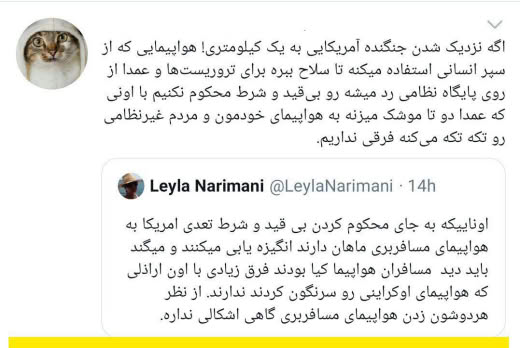 اگه نزدیک شدن جنگنده آمریکایی به یک کیلومتری! هواپیمایی که از
سپر انسانی استفاده میکنه تا سلاح ببره برای تروریست‌ها و عمدا از
روی پایگاه نظامی رد میشه رو بی‌قید و شرط محکوم نکنیم با اونی
که عمدا دو تا موشک میزنه به هواپیمای خودمون و مردم غیرنظامی
رو تکه تکه می‌کنه فرقی نداریم.
Leyla Narimani @LeylaNarimani · 14h
اوناییکه به جای محکوم کردن بی قید و شرط تعدی امریکا به
هواپیمای مسافربری ماهان دارند انگیزه یابی میکنند و میگند
باید دید مسافران هواپیما کیا بودند فرق زیادی با اون اراذلی
که هواپیمای اوکراینی رو سرنگون کردند ندارند. از نظر
هردوشون زدن هواپیمای مسافربری گاهی اشکالی نداره.